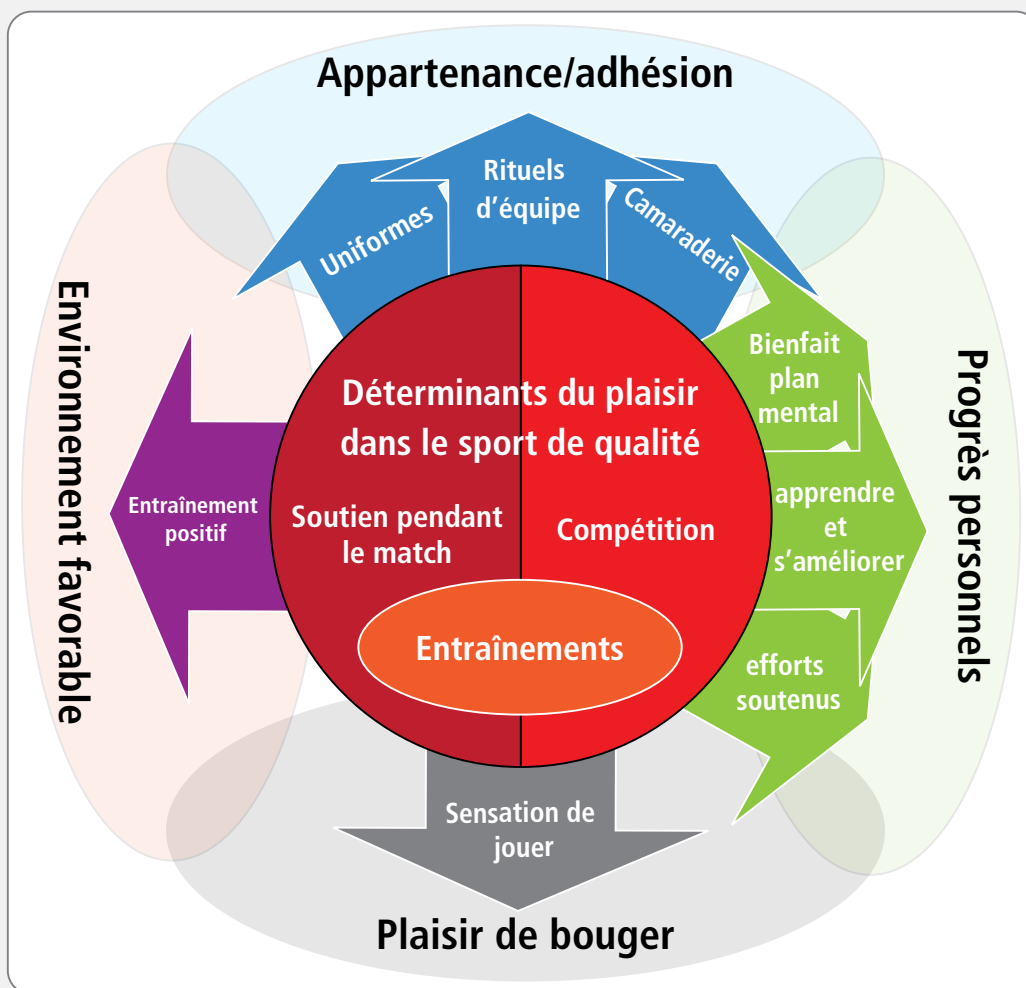 Appartenance/adhésion
Rituels
d'équipe
Uniformes
Camaraderie
Environnement favorable
Progrès personnels
Bienfait
plan
mental
Déterminants du plaisir
dans le sport de qualité
Entraînement
positif
Soutien pendant
le match
Compétition
apprendre
et
s'améliorer
Entraînements
efforts
soutenus
Sensation de
jouer
Plaisir de bouger